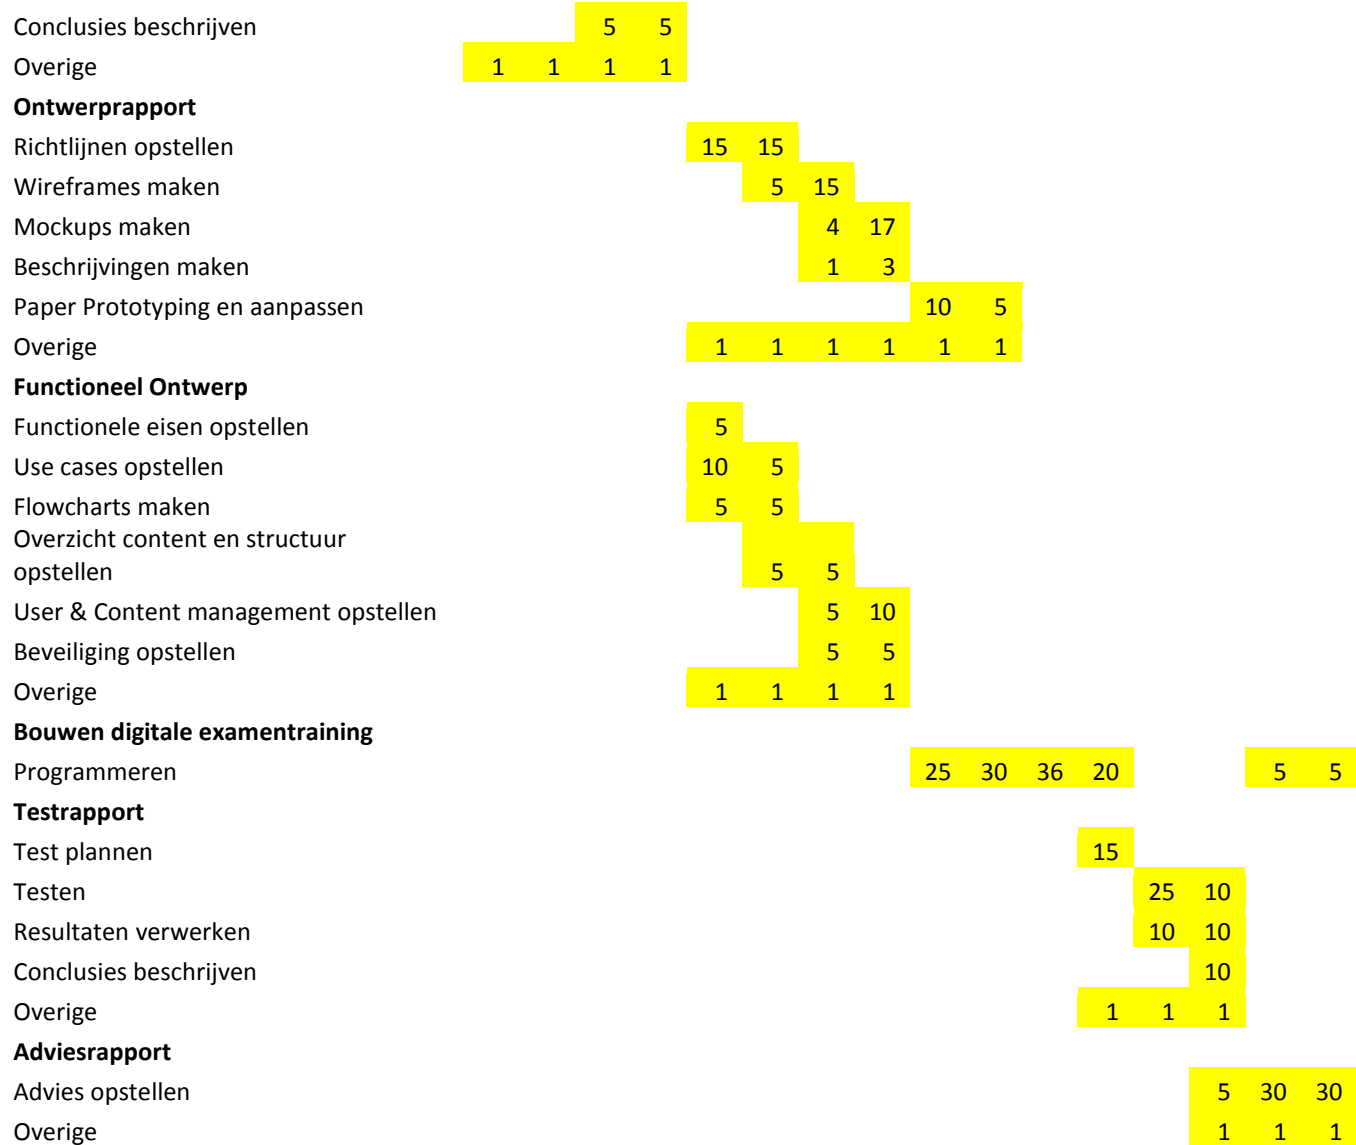 Conclusies beschrijven 5 5
Overige 1 1 1 1
Ontwerprapport
Richtlijnen opstellen 15 15
Wireframes maken 5 15
Mockups maken 4 17
Beschrijvingen maken 1 3
Paper Prototyping en aanpassen 10 5
Overige 1 1 1 1 1 1
Functioneel Ontwerp
Functionele eisen opstellen 5
Use cases opstellen 10 5
Flowcharts maken 5 5
Overzicht content en structuur
opstellen 5 5
User & Content management opstellen 5 10
Beveiliging opstellen 5 5
Overige 1 1 1 1
Bouwen digitale examentraining
Programmeren 25 30 36 20 5 5
Testrapport
Test plannen 15
Testen 25 10
Resultaten verwerken 10 10
Conclusies beschrijven 10
Overige 1 1 1
Adviesrapport
Advies opstellen 5 30 30
Overige 1 1 1